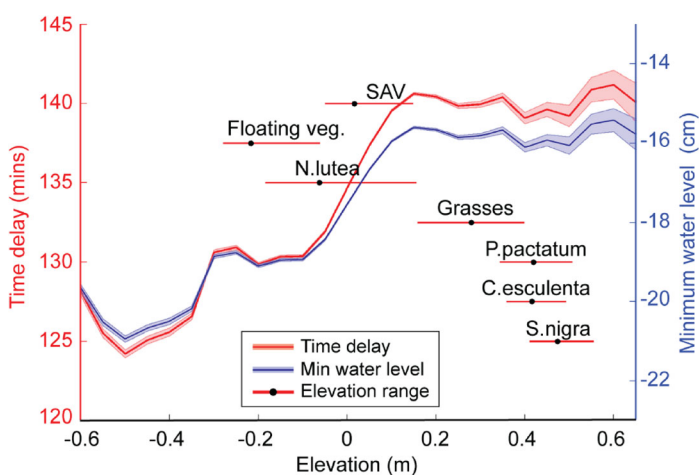 145
140
135
130
125
120
Time delay (mins)
-14
-16
-18
-20
-22
Minimum water level (cm)
SAV
Floating veg.
N.lutea
Grasses
P.pactatum
C.esculenta
S.nigra
Time delay
Min water level
Elevation range
-0.6
-0.4
-0.2
0
0.2
0.4
0.6
Elevation (m)